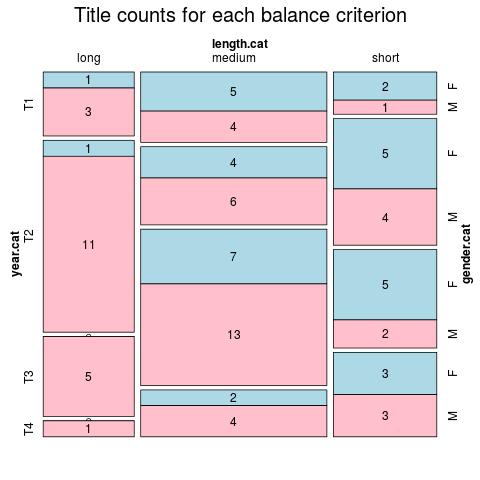 Title counts for each balance criterion
length.cat
long medium short
year.cat
gender.cat
T1
1
3
5
4
2
1
F
M
T2
1
11
4
6
5
4
F
M
T3
5
7
13
5
2
F
M
T4
1
2
4
3
3
F
M